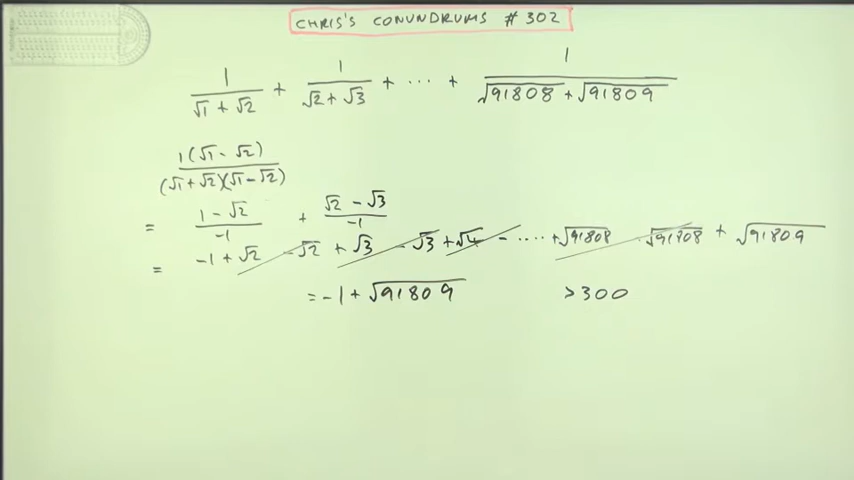 CHRIS'S CONUNDRUMS # 302
1/(√1 + √2) + 1/(√2 + √3) + ··· + 1/(√91808 + √91809)
1(√1 - √2)/((√1 + √2)(√1 - √2))
= (1 - √2)/-1 + (√2 - √3)/-1
= -1 + √2 - √2 + √3 - √3 + √4 - ···· + √91808 - √91808 + √91809
= -1 + √91809 > 300